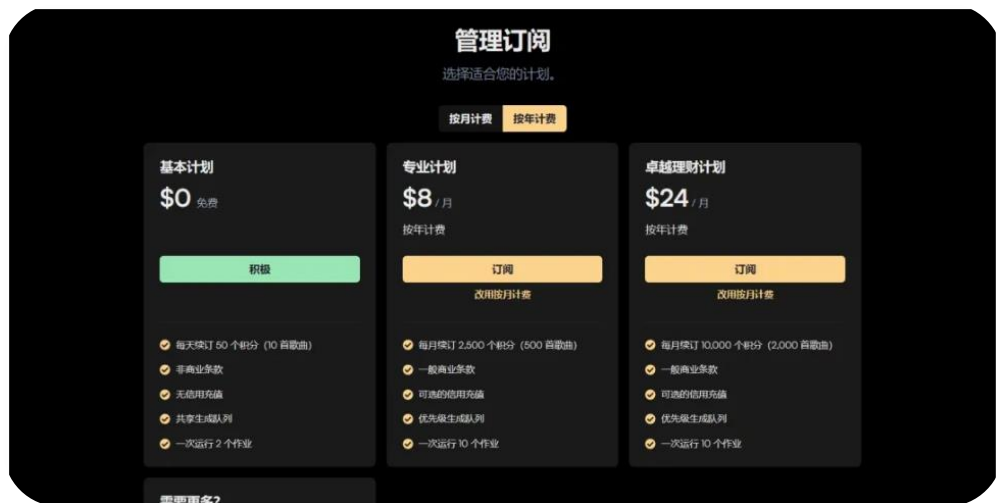 管理订阅
选择适合您的计划。
按月计费 按年计费
基本计划
$0 免费
积极
每天续订 50 个积分（10 首歌曲）
非商业条款
无信用充值
共享生成队列
一次运行 2 个作业
专业计划
$8 / 月
按年计费
订阅
改用按月计费
每月续订 2,500 个积分（500 首歌曲）
一般商业条款
可选的信用充值
优先级生成队列
一次运行 10 个作业
卓越理财计划
$24 / 月
按年计费
订阅
改用按月计费
每月续订 10,000 个积分（2,000 首歌曲）
一般商业条款
可选的信用充值
优先级生成队列
一次运行 10 个作业
需要更多?